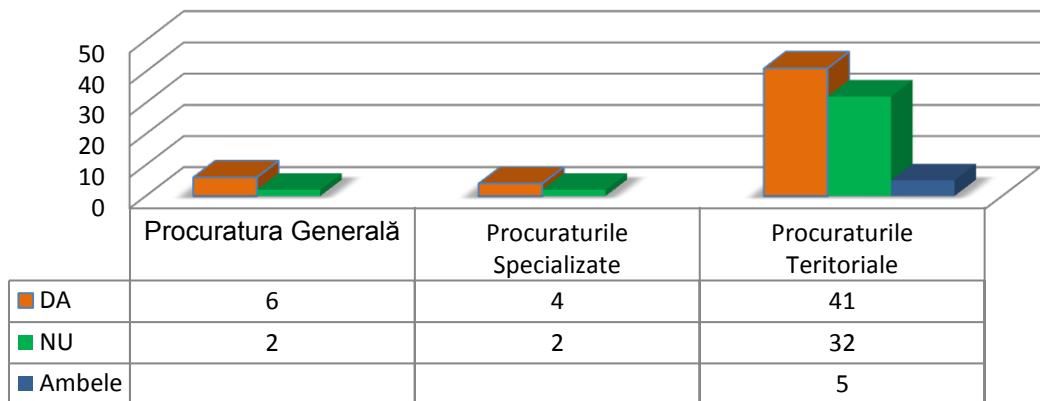 50
40
30
20
10
0
Procuratura Generală
Procuraturile
Specializate
Procuraturile
Teritoriale
DA 6 4 41
NU 2 2 32
Ambele 5